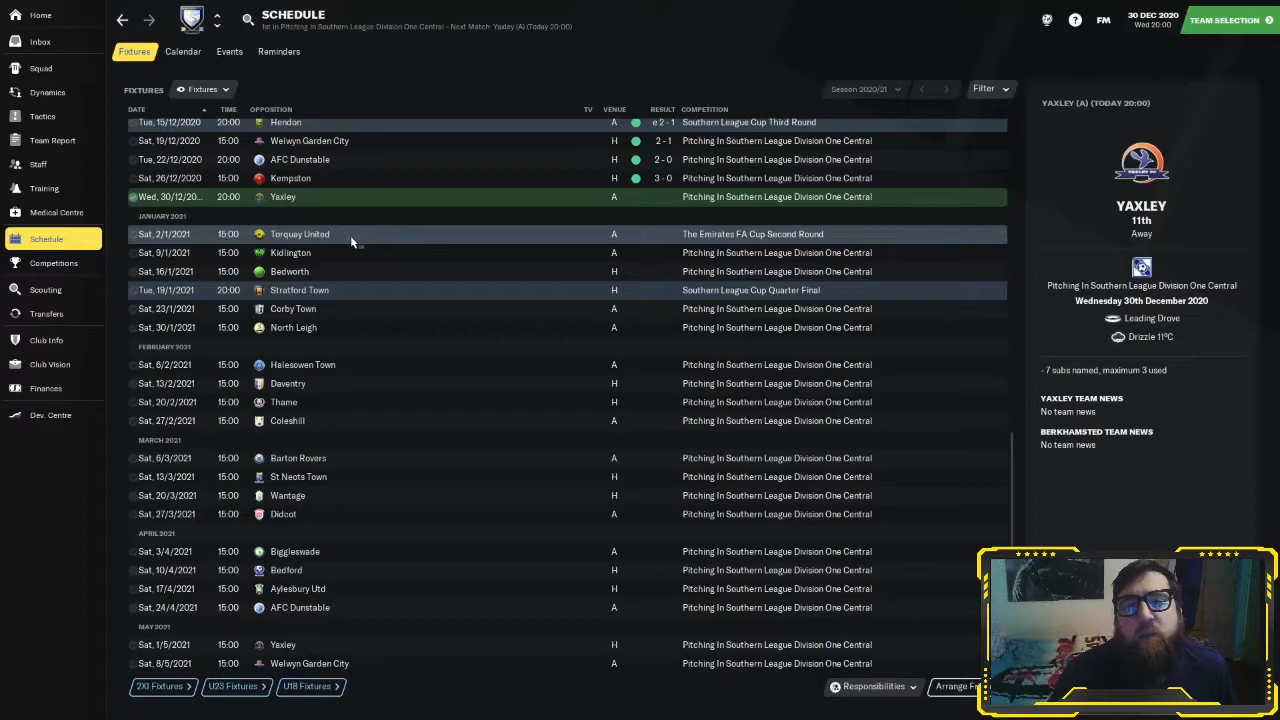 Home
Inbox
Squad
Dynamics
Tactics
Team Report
Staff
Training
Medical Centre
Schedule
Competitions
Scouting
Transfers
Club Info
Club Vision
Finances
Dev. Centre
SCHEDULE
1st in Pitching In Southern League Division One Central - Next Match: Yaxley (A) (Today 20:00)
FM
30 DEC 2020
Wed 20:00
TEAM SELECTION
Fixtures Calendar Events Reminders
FIXTURES Fixtures Season 2020/21 Filter
DATE TIME OPPOSITION TV VENUE RESULT COMPETITION
Tue, 15/12/2020 20:00 Hendon A e 2 - 1 Southern League Cup Third Round
Sat, 19/12/2020 15:00 Welwyn Garden City H 2 - 1 Pitching In Southern League Division One Central
Tue, 22/12/2020 20:00 AFC Dunstable H 2 - 0 Pitching In Southern League Division One Central
Sat, 26/12/2020 15:00 Kempston H 3 - 0 Pitching In Southern League Division One Central
Wed, 30/12/20... 20:00 Yaxley A Pitching In Southern League Division One Central
JANUARY 2021
Sat, 2/1/2021 15:00 Torquay United A The Emirates FA Cup Second Round
Sat, 9/1/2021 15:00 Kidlington A Pitching In Southern League Division One Central
Sat, 16/1/2021 15:00 Bedworth H Pitching In Southern League Division One Central
Tue, 19/1/2021 20:00 Stratford Town H Southern League Cup Quarter Final
Sat, 23/1/2021 15:00 Corby Town A Pitching In Southern League Division One Central
Sat, 30/1/2021 15:00 North Leigh A Pitching In Southern League Division One Central
FEBRUARY 2021
Sat, 6/2/2021 15:00 Halesowen Town A Pitching In Southern League Division One Central
Sat, 13/2/2021 15:00 Daventry H Pitching In Southern League Division One Central
Sat, 20/2/2021 15:00 Thame H Pitching In Southern League Division One Central
Sat, 27/2/2021 15:00 Coleshill A Pitching In Southern League Division One Central
MARCH 2021
Sat, 6/3/2021 15:00 Barton Rovers A Pitching In Southern League Division One Central
Sat, 13/3/2021 15:00 St Neots Town H Pitching In Southern League Division One Central
Sat, 20/3/2021 15:00 Wantage H Pitching In Southern League Division One Central
Sat, 27/3/2021 15:00 Didcot A Pitching In Southern League Division One Central
APRIL 2021
Sat, 3/4/2021 15:00 Biggleswade A Pitching In Southern League Division One Central
Sat, 10/4/2021 15:00 Bedford H Pitching In Southern League Division One Central
Sat, 17/4/2021 15:00 Aylesbury Utd H Pitching In Southern League Division One Central
Sat, 24/4/2021 15:00 AFC Dunstable A Pitching In Southern League Division One Central
MAY 2021
Sat, 1/5/2021 15:00 Yaxley H Pitching In Southern League Division One Central
Sat, 8/5/2021 15:00 Welwyn Garden City A Pitching In Southern League Division One Central
2XI Fixtures U23 Fixtures U18 Fixtures Responsibilities Arrange Fr
YAXLEY (A) (TODAY 20:00)
YAXLEY
11th
Away
Pitching In Southern League Division One Central
Wednesday 30th December 2020
Leading Drove
Drizzle 11ºC
- 7 subs named, maximum 3 used
YAXLEY TEAM NEWS
No team news
BERKHAMSTED TEAM NEWS
No team news